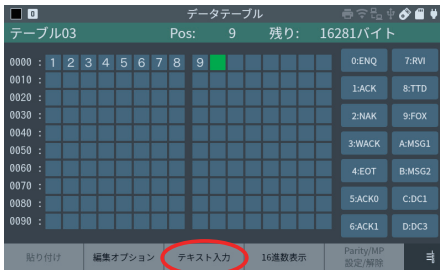 0 データテーブル
テーブル03 Pos: 9 残り: 16281バイト
0000 : 1 2 3 4 5 6 7 8 9 0:ENQ 7:RVI
0010 :
1:ACK 8:TTD
0020 :
0030 : 2:NAK 9:FOX
0040 :
3:WACK A:MSG1
0050 :
0060 : 4:EOT B:MSG2
0070 :
0080 : 5:ACK0 C:DC1
0090 : 6:ACK1 D:DC3
貼り付け 編集オプション テキスト入力 16進数表示 Parity/MP
設定/解除